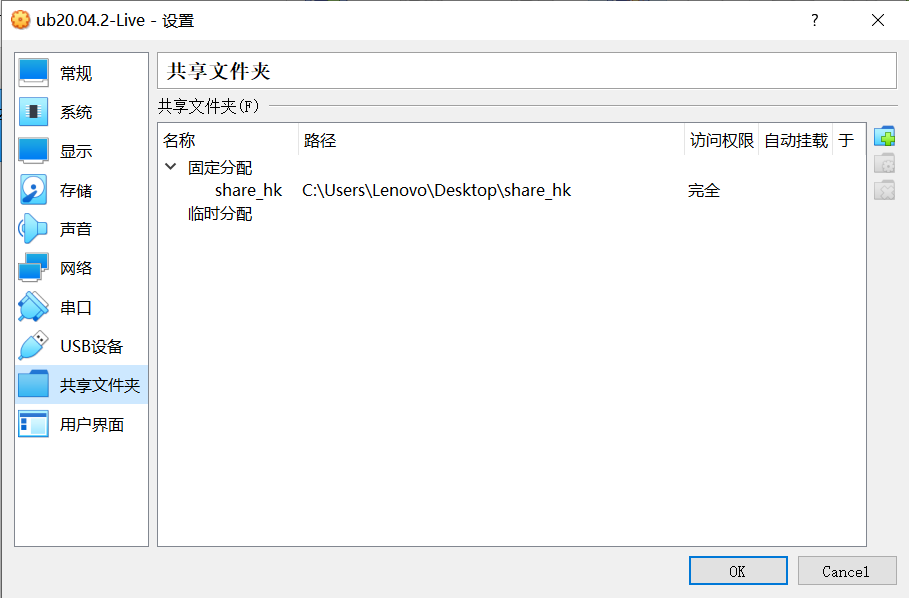 ub20.04.2-Live - 设置
?
常规
系统
显示
存储
声音
网络
串口
USB设备
共享文件夹
用户界面
共享文件夹
共享文件夹(F)
名称 路径 访问权限 自动挂载 于
固定分配
share_hk C:\Users\Lenovo\Desktop\share_hk 完全
临时分配
OK Cancel